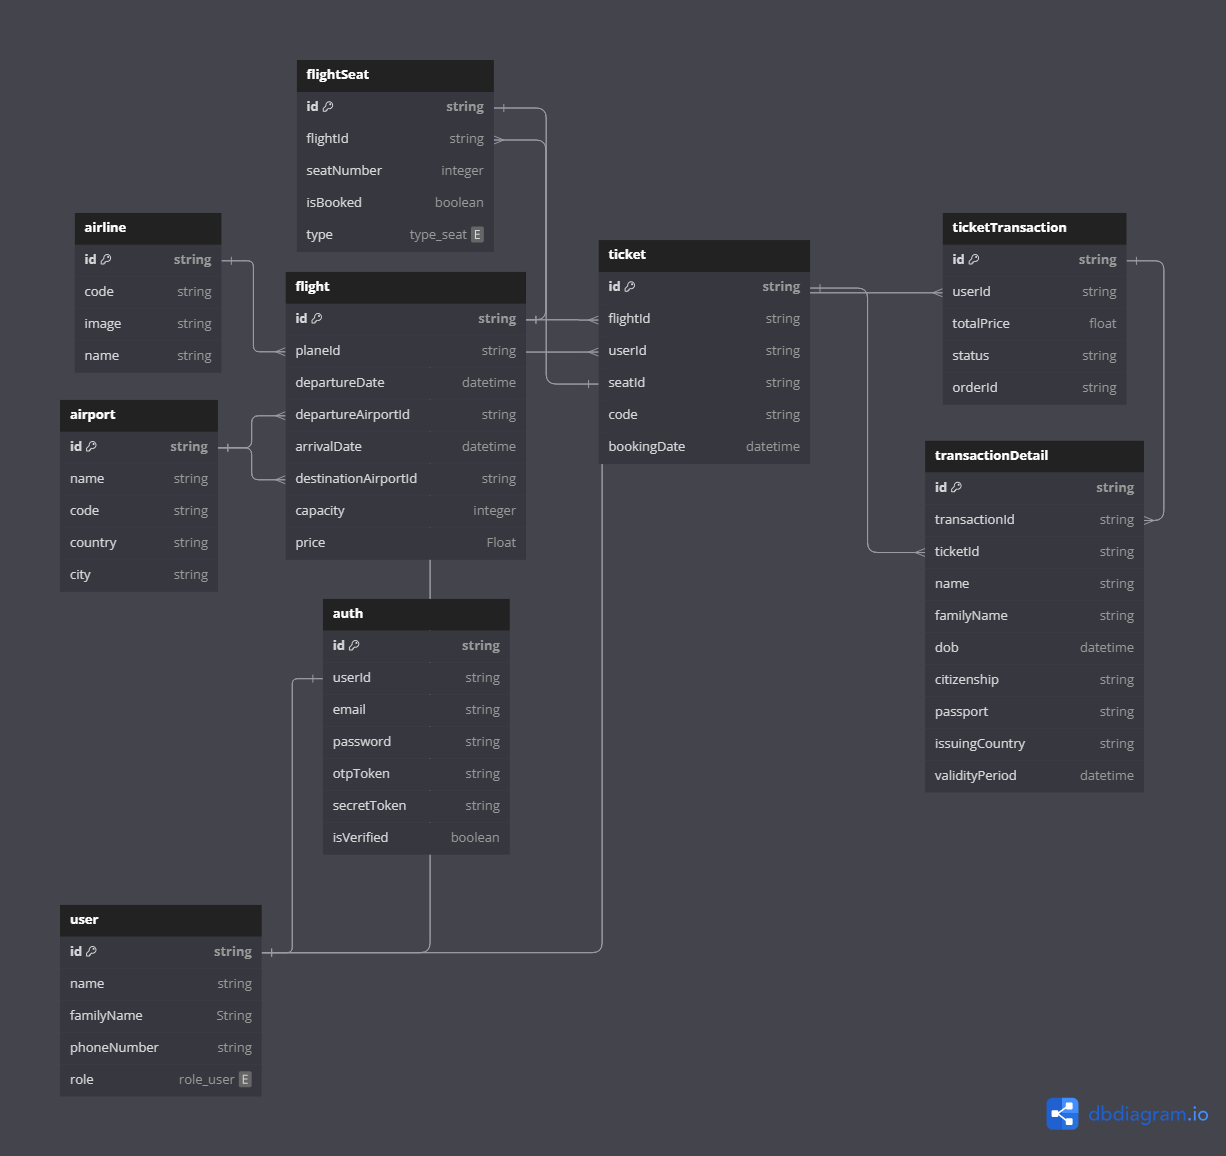 flightSeat
id string
flightId string
seatNumber integer
isBooked boolean
type type_seat E
airline
id string
code string
image string
name string
flight
id string
planeId string
departureDate datetime
departureAirportId string
arrivalDate datetime
destinationAirportId string
capacity integer
price Float
ticket
id string
flightId string
userId string
seatId string
code string
bookingDate datetime
ticketTransaction
id string
userId string
totalPrice float
status string
orderId string
airport
id string
name string
code string
country string
city string
transactionDetail
id string
transactionId string
ticketId string
name string
familyName string
dob datetime
citizenship string
passport string
issuingCountry string
validityPeriod datetime
auth
id string
userId string
email string
password string
otpToken string
secretToken string
isVerified boolean
user
id string
name string
familyName String
phoneNumber string
role role_user E
dbdiagram.io